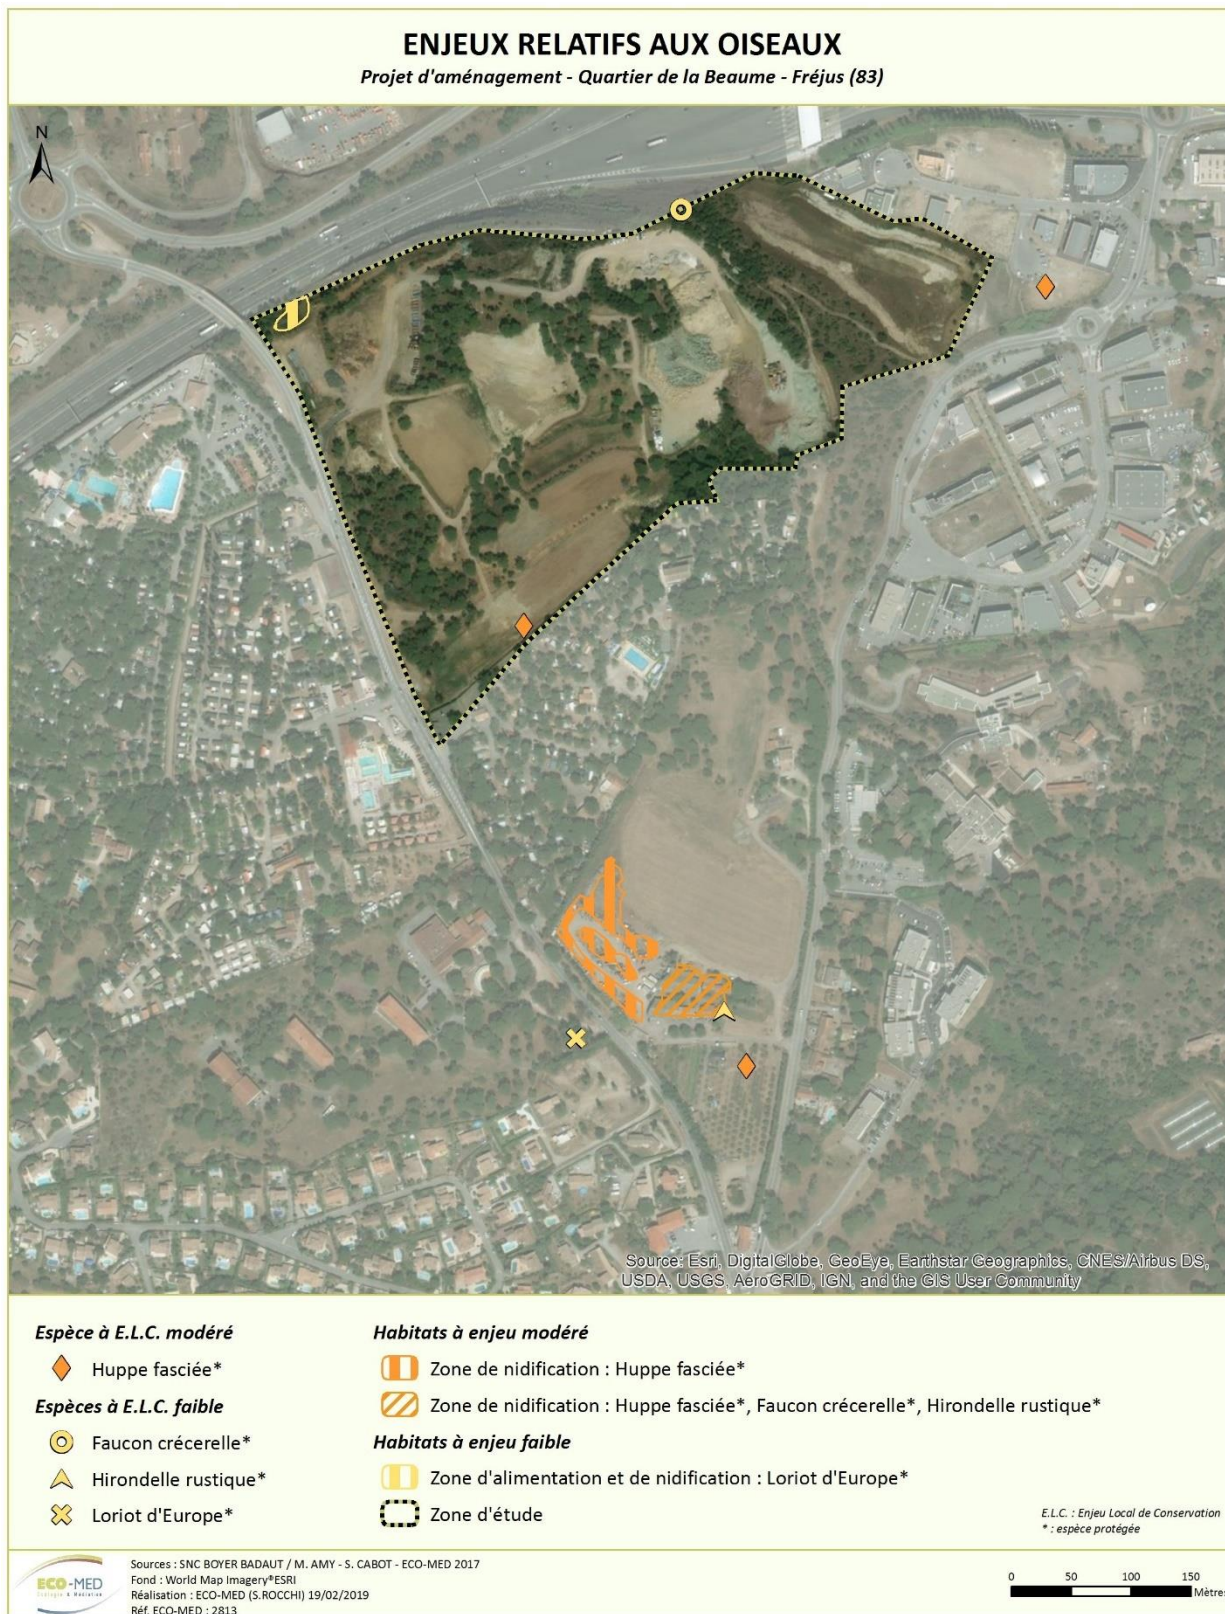 ENJEUX RELATIFS AUX OISEAUX
Projet d'aménagement - Quartier de la Beaume - Fréjus (83)
N
Source: Esri, DigitalGlobe, GeoEye, Earthstar Geographics, CNES/Airbus DS,
USDA, USGS, AeroGRID, IGN, and the GIS User Community
Espèce à E.L.C. modéré
Huppe fasciée*
Espèces à E.L.C. faible
Faucon crécerelle*
Hirondelle rustique*
Loriot d'Europe*
Habitats à enjeu modéré
Zone de nidification : Huppe fasciée*
Zone de nidification : Huppe fasciée*, Faucon crécerelle*, Hirondelle rustique*
Habitats à enjeu faible
Zone d'alimentation et de nidification : Loriot d'Europe*
Zone d'étude
E.L.C. : Enjeu Local de Conservation
* : espèce protégée
ECO-MED
Ecologie & Médiation
Sources : SNC BOYER BADAUT / M. AMY - S. CABOT - ECO-MED 2017
Fond : World Map Imagery®ESRI
Réalisation : ECO-MED (S.ROCCHI) 19/02/2019
Réf. ECO-MED : 2813
0 50 100 150
Mètres